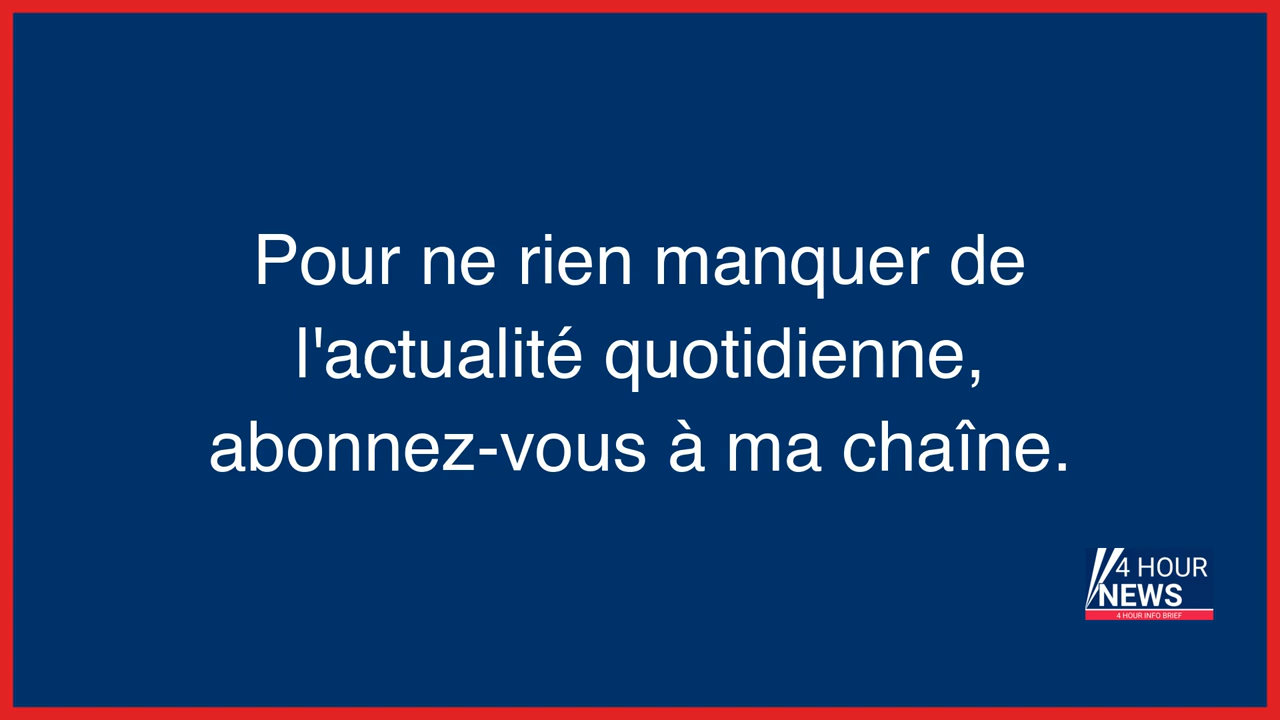 Pour ne rien manquer de
l'actualité quotidienne,
abonnez-vous à ma chaîne.
4 HOUR
NEWS
4 HOUR INFO BRIEF